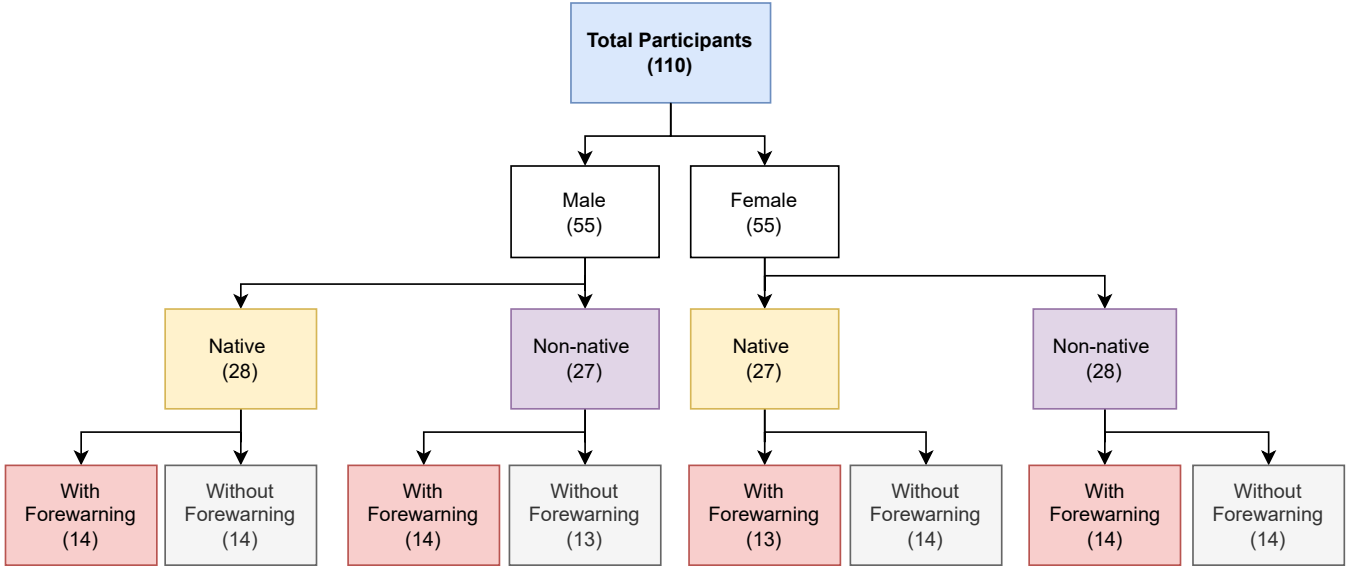 Total Participants
(110)
Male
(55)
Female
(55)
Native
(28)
Non-native
(27)
Native
(27)
Non-native
(28)
With
Forewarning
(14)
Without
Forewarning
(14)
With
Forewarning
(14)
Without
Forewarning
(13)
With
Forewarning
(13)
Without
Forewarning
(14)
With
Forewarning
(14)
Without
Forewarning
(14)